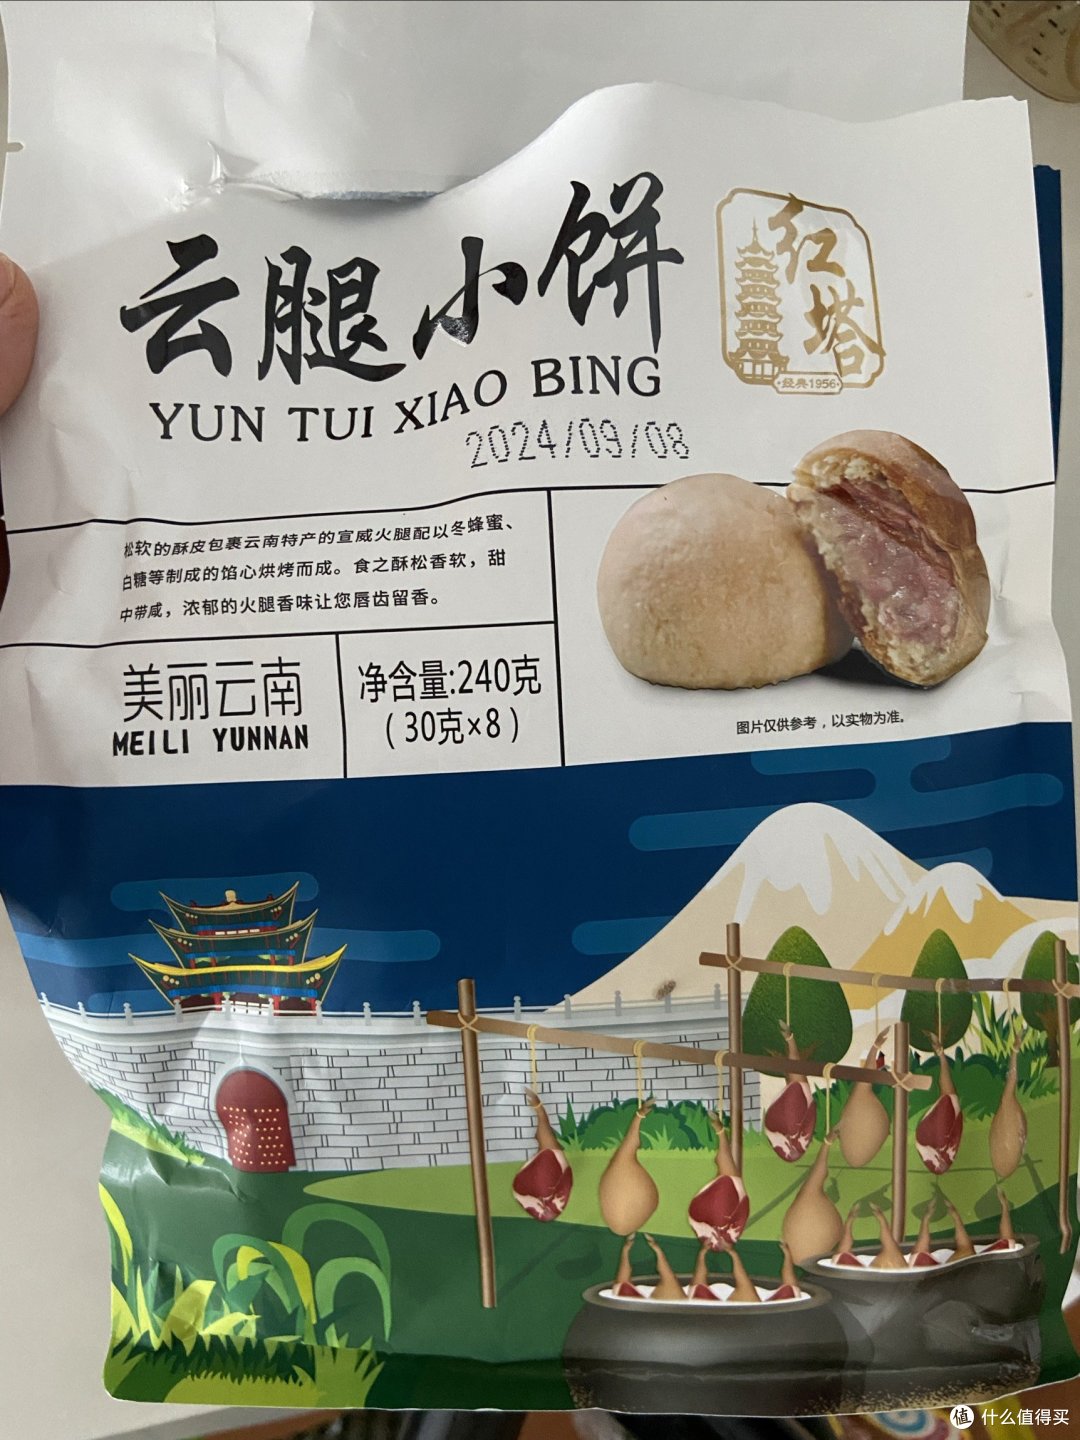 云腿小饼
YUN TUI XIAO BING
2024/09/08
红塔
·经典1956·
松软的酥皮包裹云南特产的宣威火腿配以冬蜂蜜、
白糖等制成的馅心烘烤而成。食之酥松香软，甜
中带咸，浓郁的火腿香味让您唇齿留香。
美丽云南
MEILI YUNNAN
净含量:240克
（30克×8）
图片仅供参考，以实物为准。
值 什么值得买